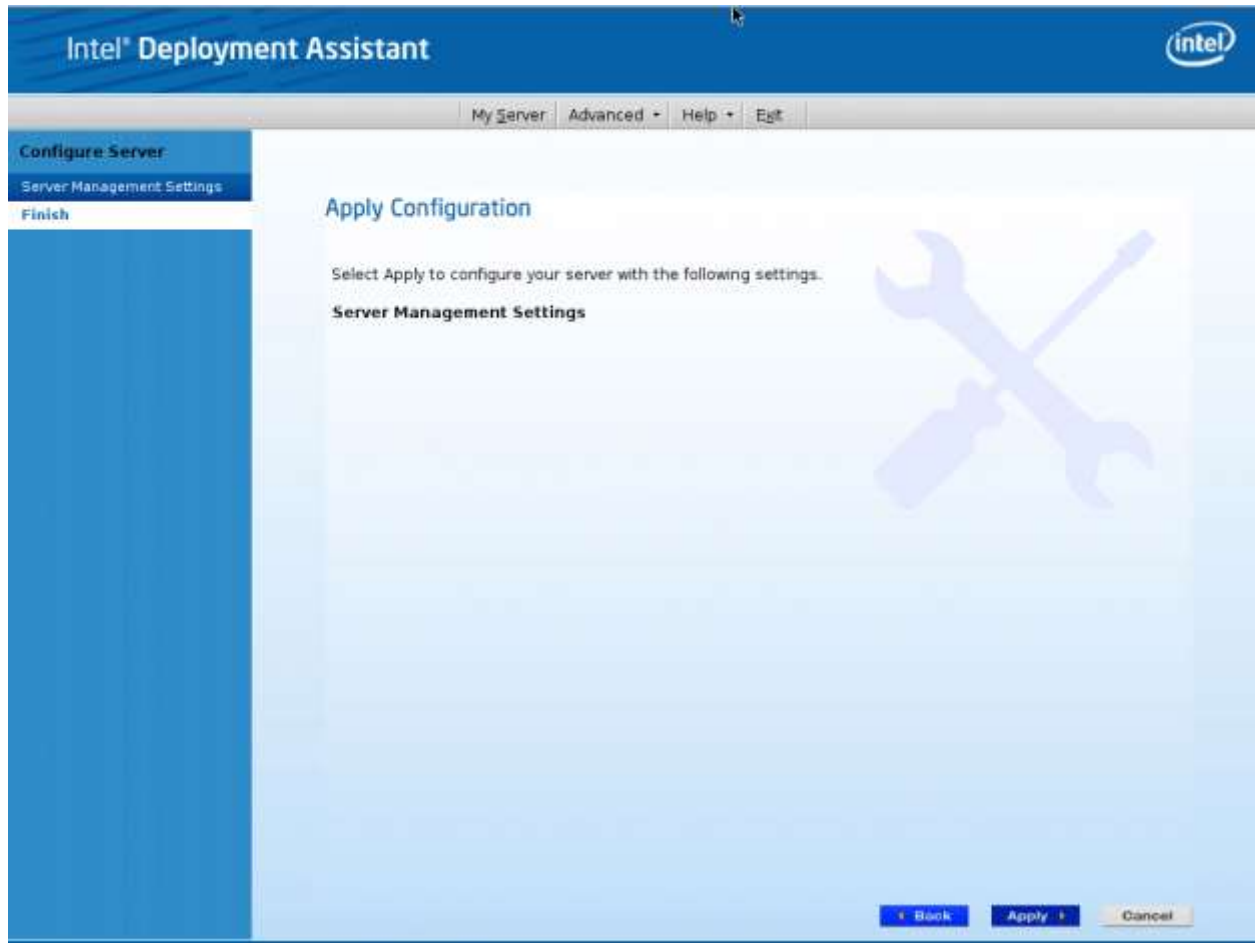 Intel® Deployment Assistant
intel
My Server Advanced Help Exit
Configure Server
Server Management Settings
Finish
Apply Configuration
Select Apply to configure your server with the following settings.
Server Management Settings
Back Apply Cancel